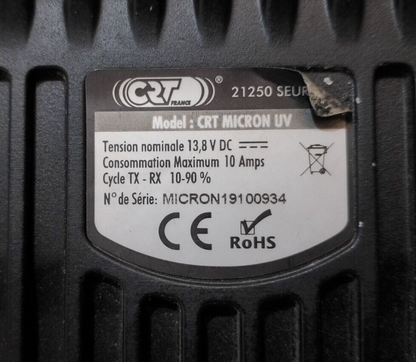 CRT ® 21250
FRANCE
Model : CRT MICRON UV
Tension nominale 13,8 V DC
Consommation Maximum 10 Amps
Cycle TX - RX 10-90 %
N° de Série: MICRON19100934
CE RoHS